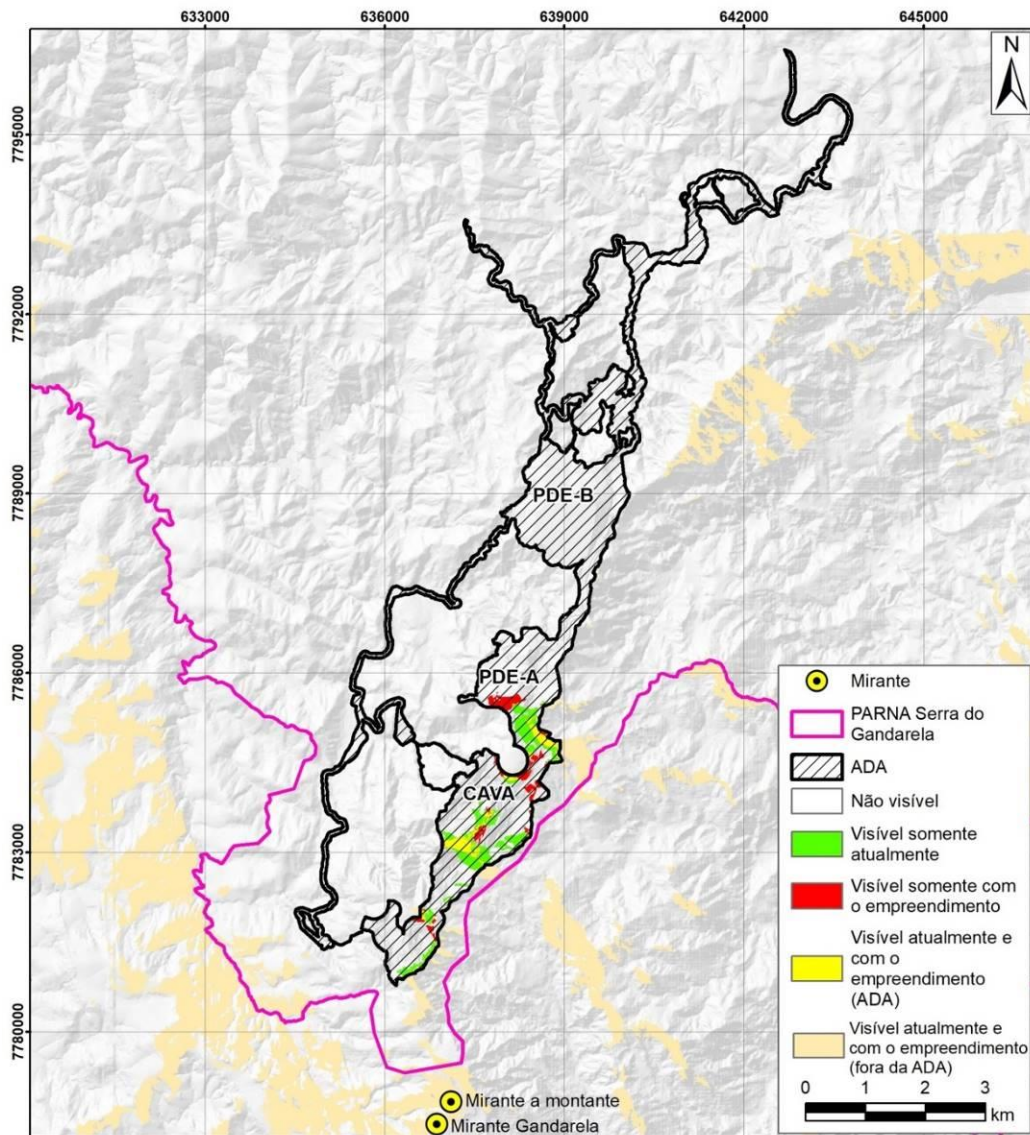 633000 636000 639000 642000 645000
N
7795000
7792000
7789000
7786000
7783000
7780000
PDE-B
PDE-A
CAVA
Mirante a montante
Mirante Gandarela
Mirante
PARNA Serra do
Gandarela
ADA
Não visível
Visível somente
atualmente
Visível somente com
o empreendimento
Visível atualmente e
com o
empreendimento
(ADA)
Visível atualmente e
com o empreendimento
(fora da ADA)
0 1 2 3
km